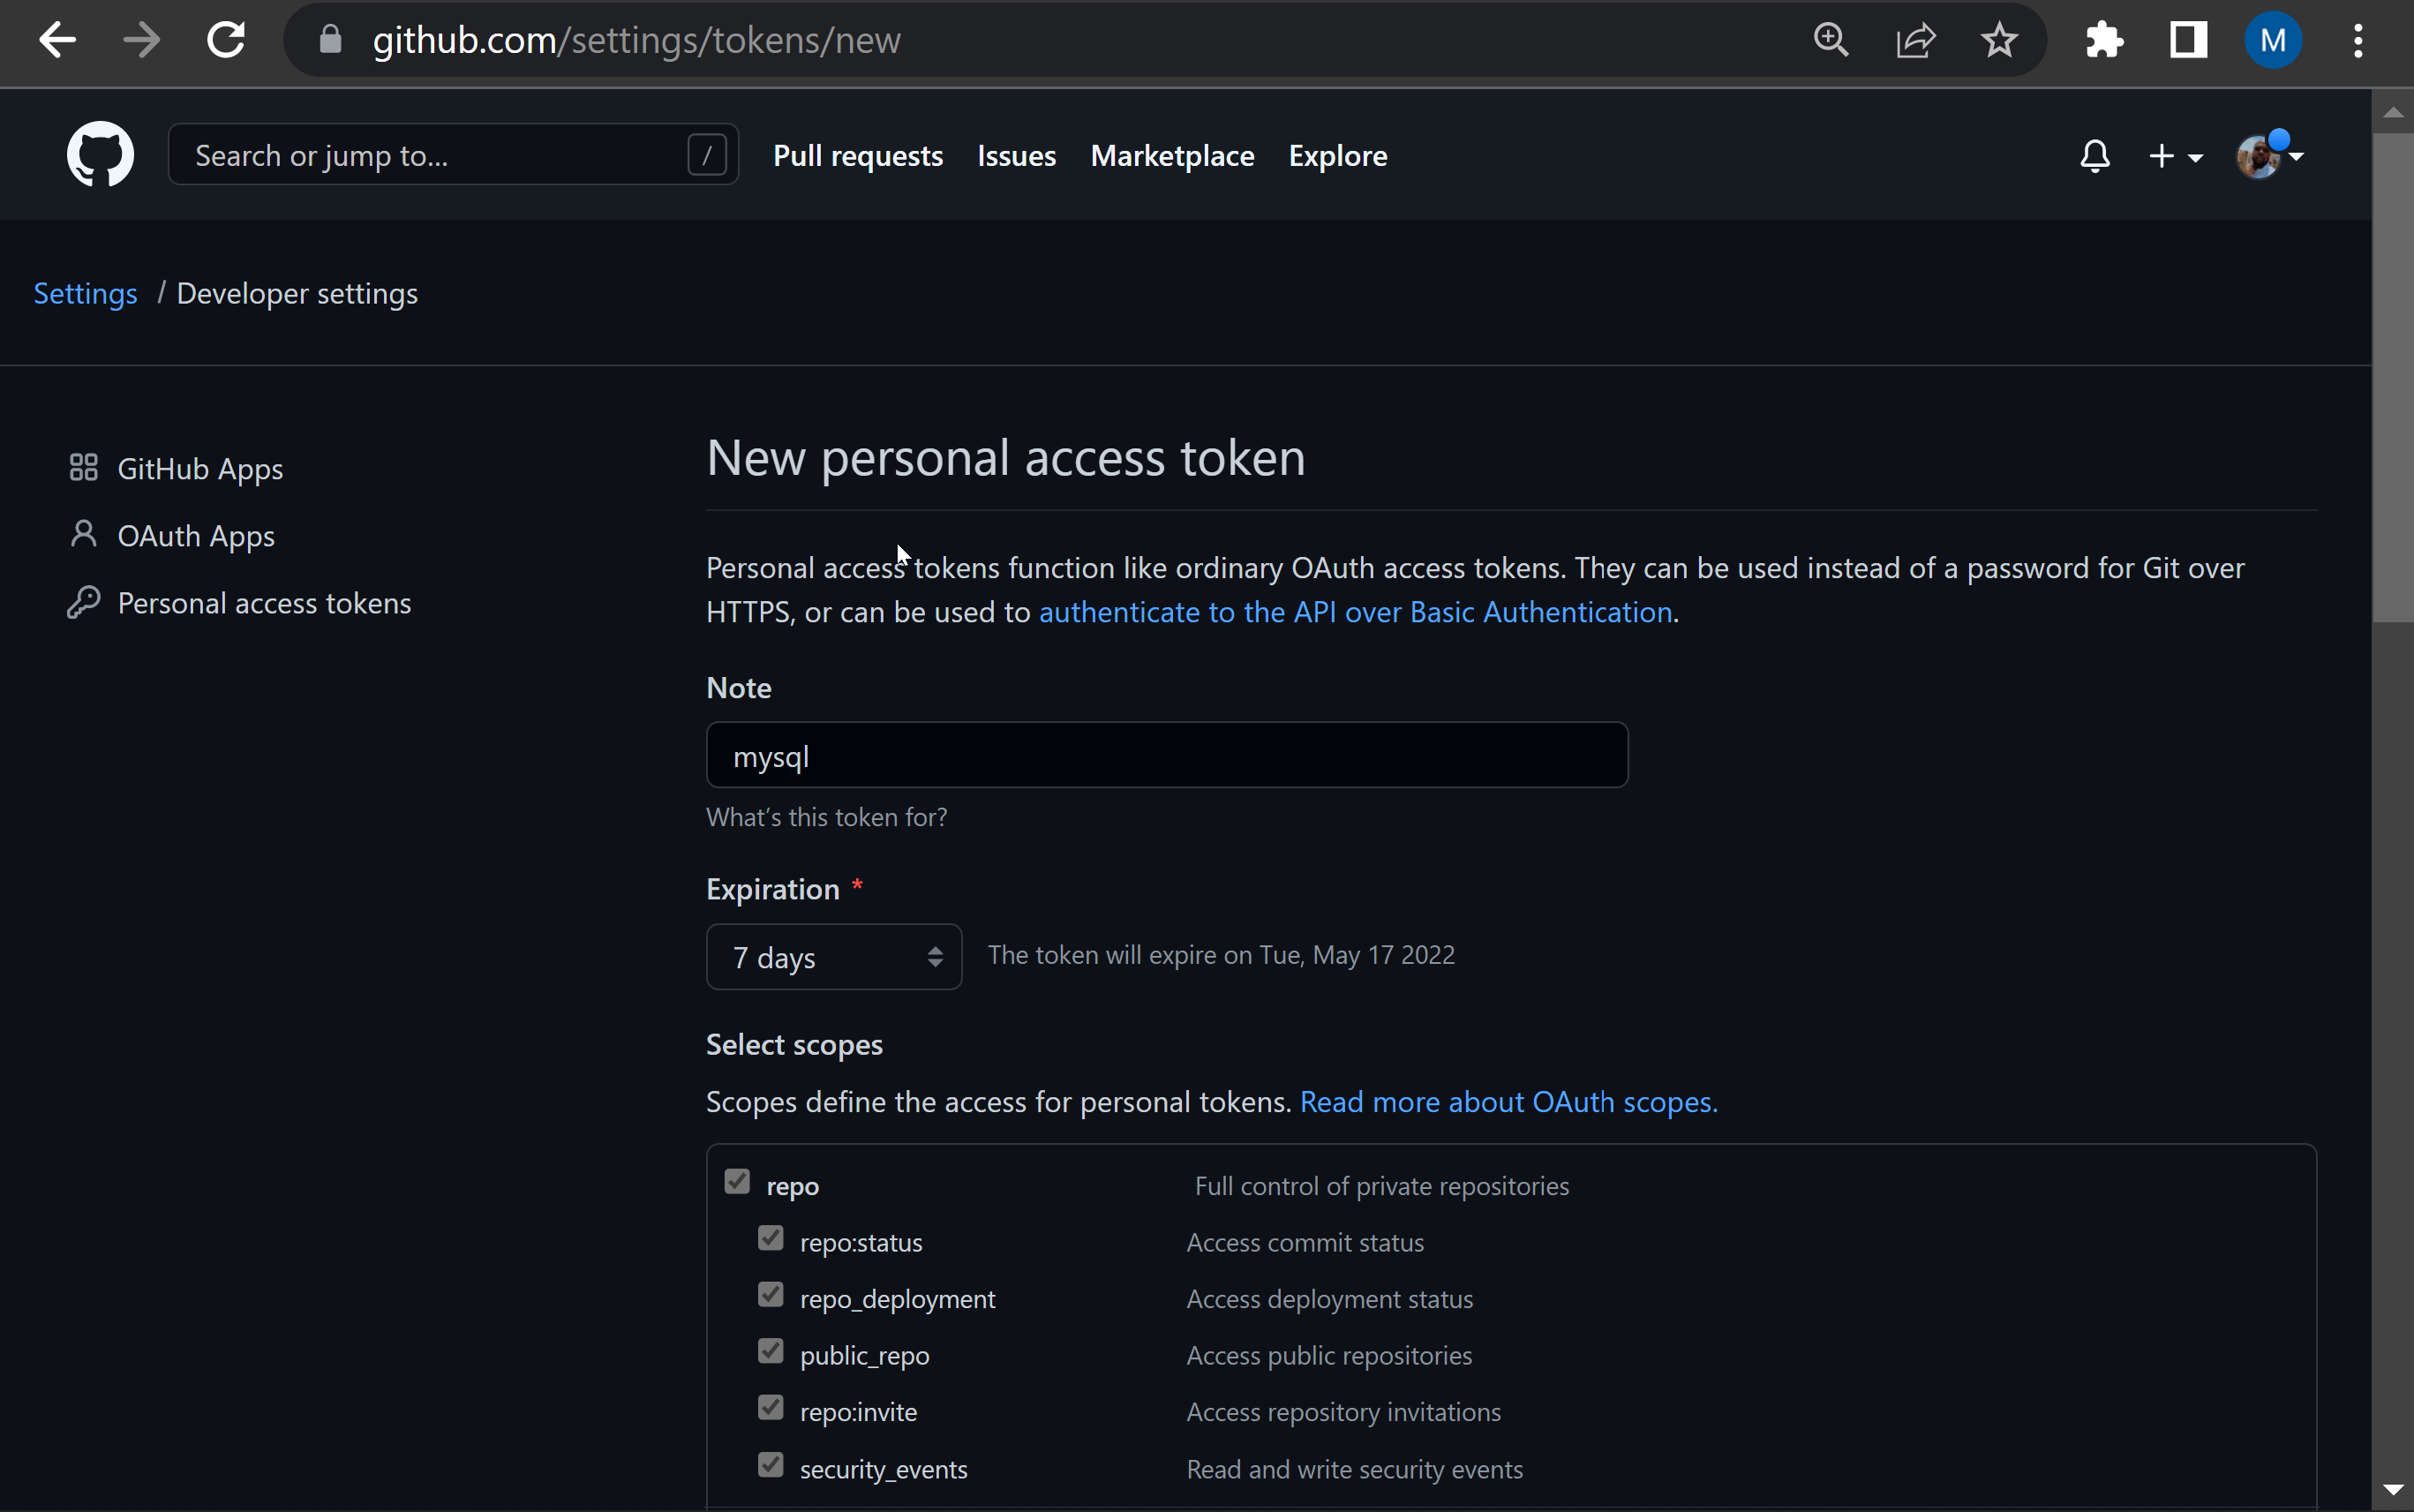 github.com/settings/tokens/new
M
Search or jump to...
/
Pull requests
Issues
Marketplace
Explore
Settings / Developer settings
GitHub Apps
OAuth Apps
Personal access tokens
New personal access token
Personal access tokens function like ordinary OAuth access tokens. They can be used instead of a password for Git over
HTTPS, or can be used to authenticate to the API over Basic Authentication.
Note
mysql
What's this token for?
Expiration *
7 days
The token will expire on Tue, May 17 2022
Select scopes
Scopes define the access for personal tokens. Read more about OAuth scopes.
repo
Full control of private repositories
repo:status
Access commit status
repo_deployment
Access deployment status
public_repo
Access public repositories
repo:invite
Access repository invitations
security_events
Read and write security events